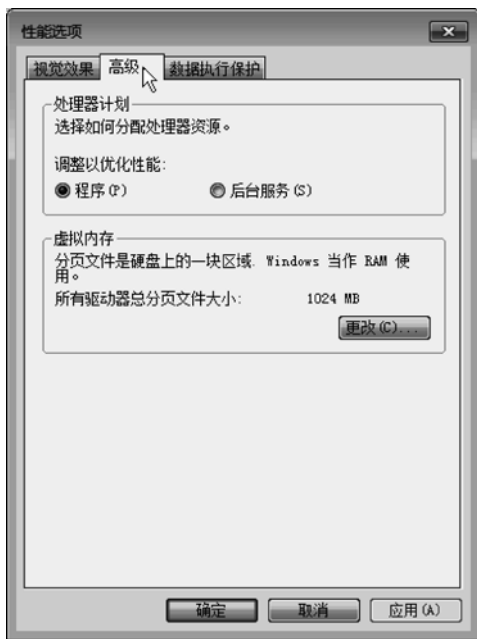 性能选项
视觉效果 高级 数据执行保护
处理器计划
选择如何分配处理器资源。
调整以优化性能:
程序(P) 后台服务(S)
虚拟内存
分页文件是硬盘上的一块区域, Windows 当作 RAM 使
用。
所有驱动器总分页文件大小: 1024 MB
更改(C)...
确定 取消 应用(A)